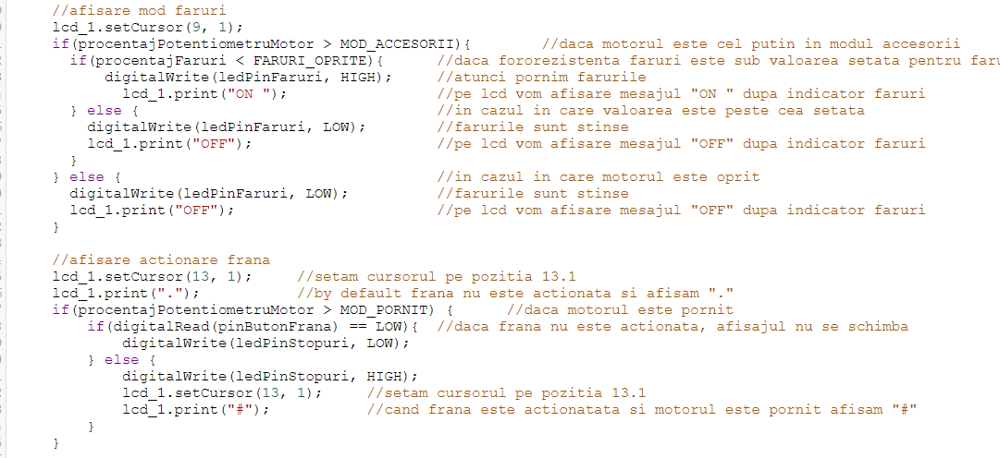 //afisare mod faruri
lcd_1.setCursor(9, 1);
if(procentajPotentiometruMotor > MOD_ACCESORII){        //daca motorul este cel putin in modul accesorii
  if(procentajFaruri < FARURI_OPRITE){      //daca fororezistenta faruri este sub valoarea setata pentru
      digitalWrite(ledPinFaruri, HIGH);     //atunci pornim farurile
        lcd_1.print("ON ");                 //pe lcd vom afisare mesajul "ON " dupa indicator faruri
  } else {                                  //in cazul in care valoarea este peste cea setata
    digitalWrite(ledPinFaruri, LOW);        //farurile sunt stinse
    lcd_1.print("OFF");                     //pe lcd vom afisare mesajul "OFF" dupa indicator faruri
  }
} else {                                    //in cazul in care motorul este oprit
  digitalWrite(ledPinFaruri, LOW);          //farurile sunt stinse
  lcd_1.print("OFF");                       //pe lcd vom afisare mesajul "OFF" dupa indicator faruri
}
//afisare actionare frana
lcd_1.setCursor(13, 1);     //setam cursorul pe pozitia 13.1
lcd_1.print(".");           //by default frana nu este actionata si afisam "."
if(procentajPotentiometruMotor > MOD_PORNIT) {      //daca motorul este pornit
    if(digitalRead(pinButonFrana) == LOW){  //daca frana nu este actionata, afisajul nu se schimba
        digitalWrite(ledPinStopuri, LOW);
    } else {
        digitalWrite(ledPinStopuri, HIGH);
        lcd_1.setCursor(13, 1);     //setam cursorul pe pozitia 13.1
        lcd_1.print("#");           //cand frana este actionatata si motorul este pornit afisam "#"
    }
}